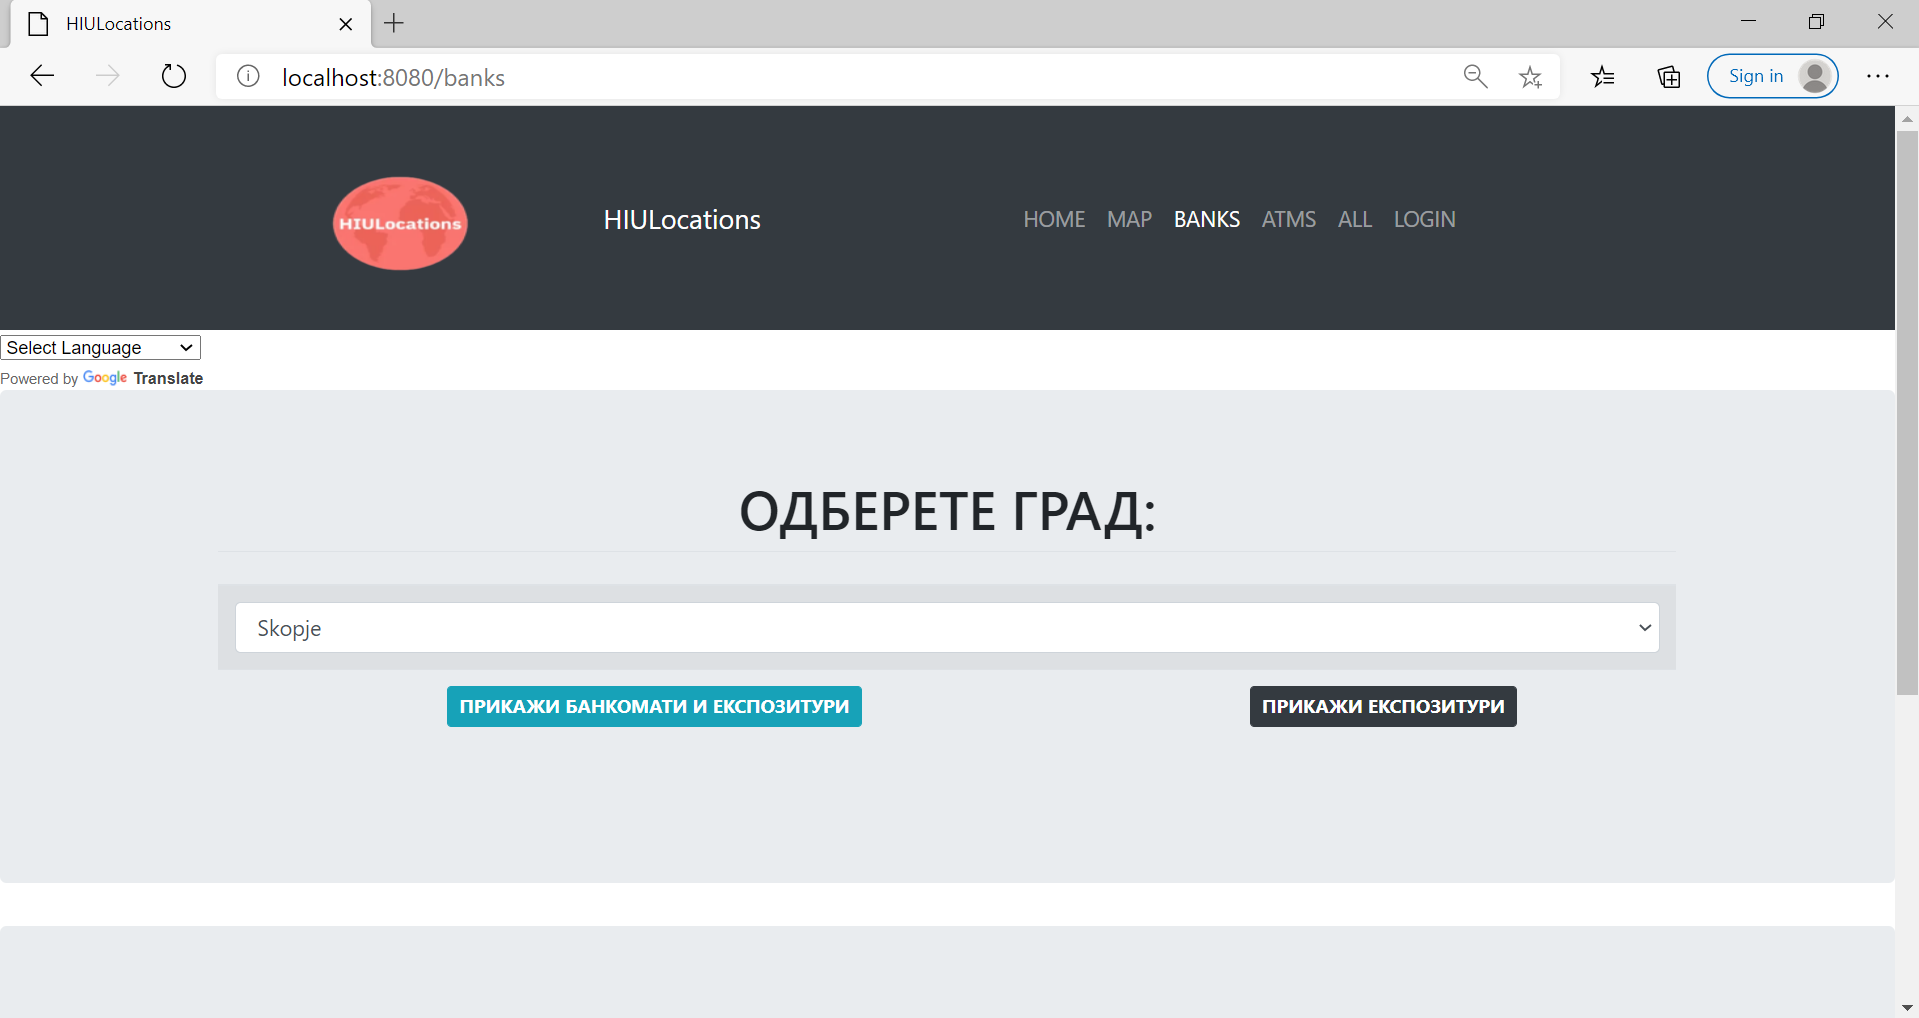 HIULocations
localhost:8080/banks
Sign in
HIULocations
HIULocations
HOME MAP BANKS ATMS ALL LOGIN
Select Language
Powered by Google Translate
ОДБЕРЕТЕ ГРАД:
Skopje
ПРИКАЖИ БАНКОМАТИ И ЕКСПОЗИТУРИ
ПРИКАЖИ ЕКСПОЗИТУРИ